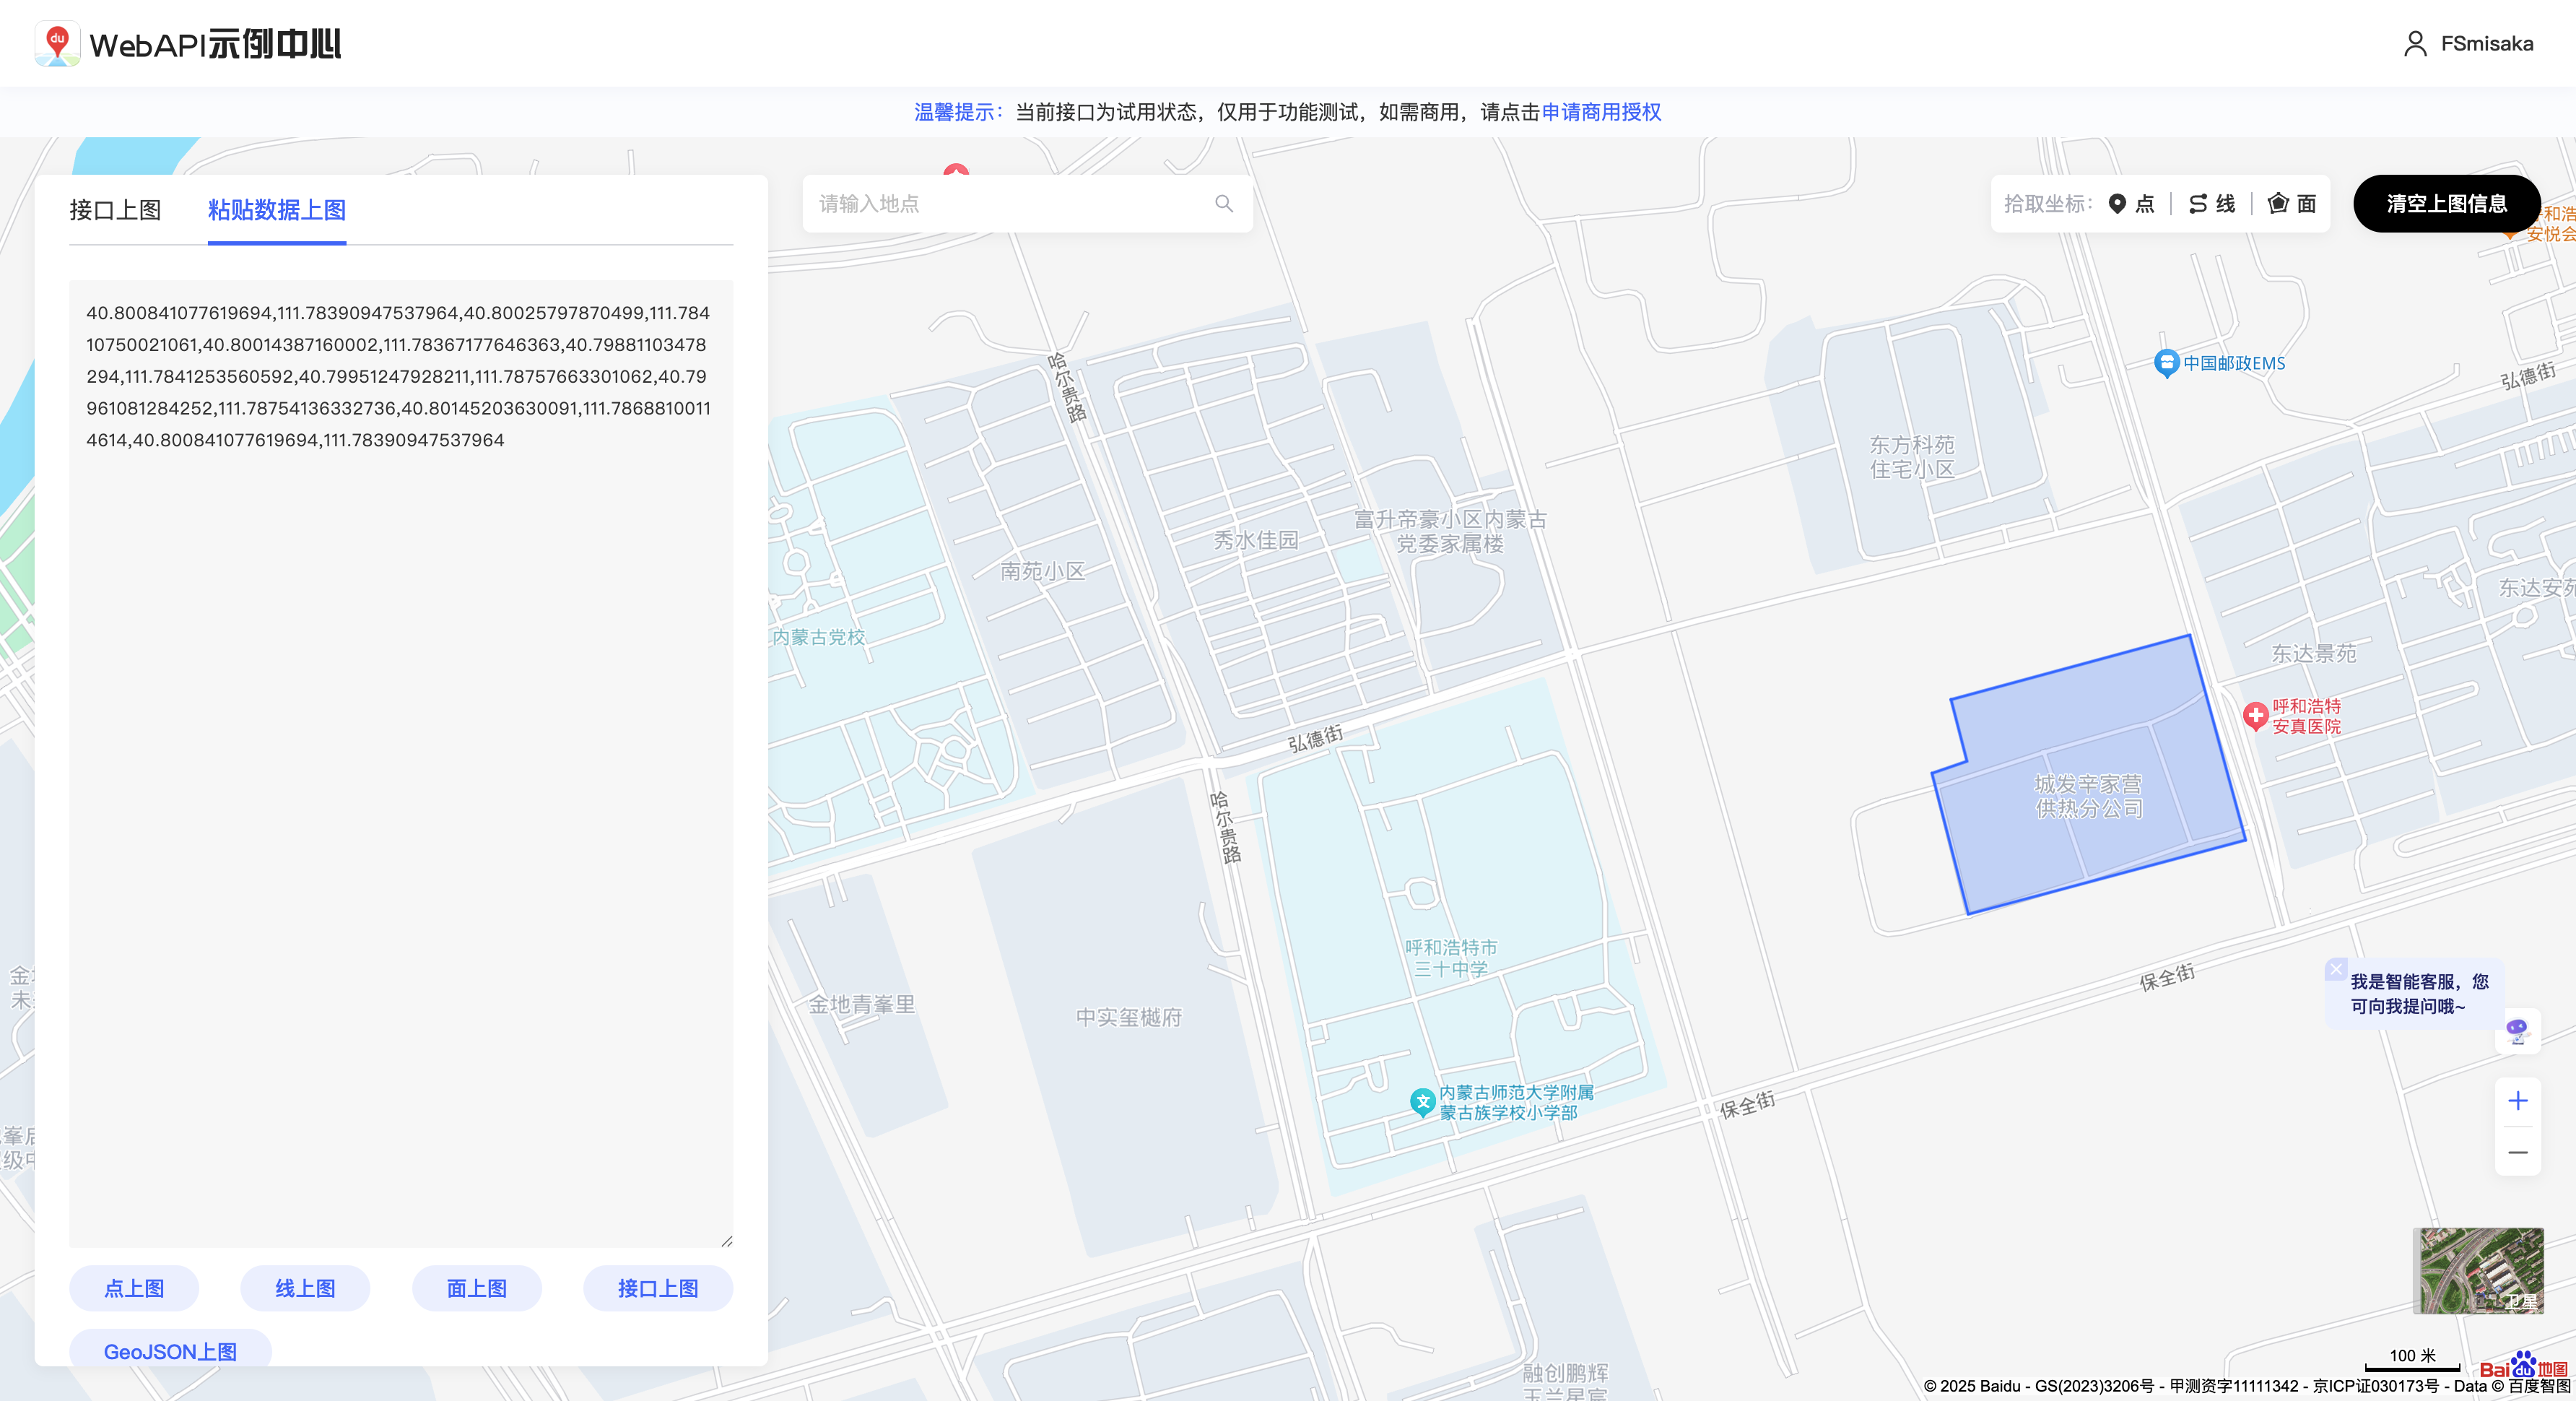 WebAPI示例中心
FSmisaka
温馨提示：当前接口为试用状态，仅用于功能测试，如需商用，请点击申请商用授权
接口上图
粘贴数据上图
40.800841077619694,111.78390947537964,40.80025797870499,111.784
10750021061,40.80014387160002,111.78367177646363,40.79881103478
294,111.7841253560592,40.79951247928211,111.78757663301062,40.79
961081284252,111.78754136332736,40.80145203630091,111.7868810011
4614,40.800841077619694,111.78390947537964
点上图
线上图
面上图
接口上图
GeoJSON上图
请输入地点
拾取坐标：
点
线
面
清空上图信息
安悦会
中国邮政EMS
弘德街
哈尔贵路
东方科苑
住宅小区
富升帝豪小区内蒙古
党委家属楼
秀水佳园
南苑小区
内蒙古党校
东达安苑
东达景苑
呼和浩特
安真医院
弘德街
城发辛家营
供热分公司
哈尔贵路
呼和浩特市
三十中学
金地青峯里
中实玺樾府
保全街
我是智能客服，您
可向我提问哦~
内蒙古师范大学附属
蒙古族学校小学部
保全街
卫星
融创鹏辉
100 米
Bai du 地图
© 2025 Baidu - GS(2023)3206号 - 甲测资字11111342 - 京ICP证030173号 - Data © 百度智图